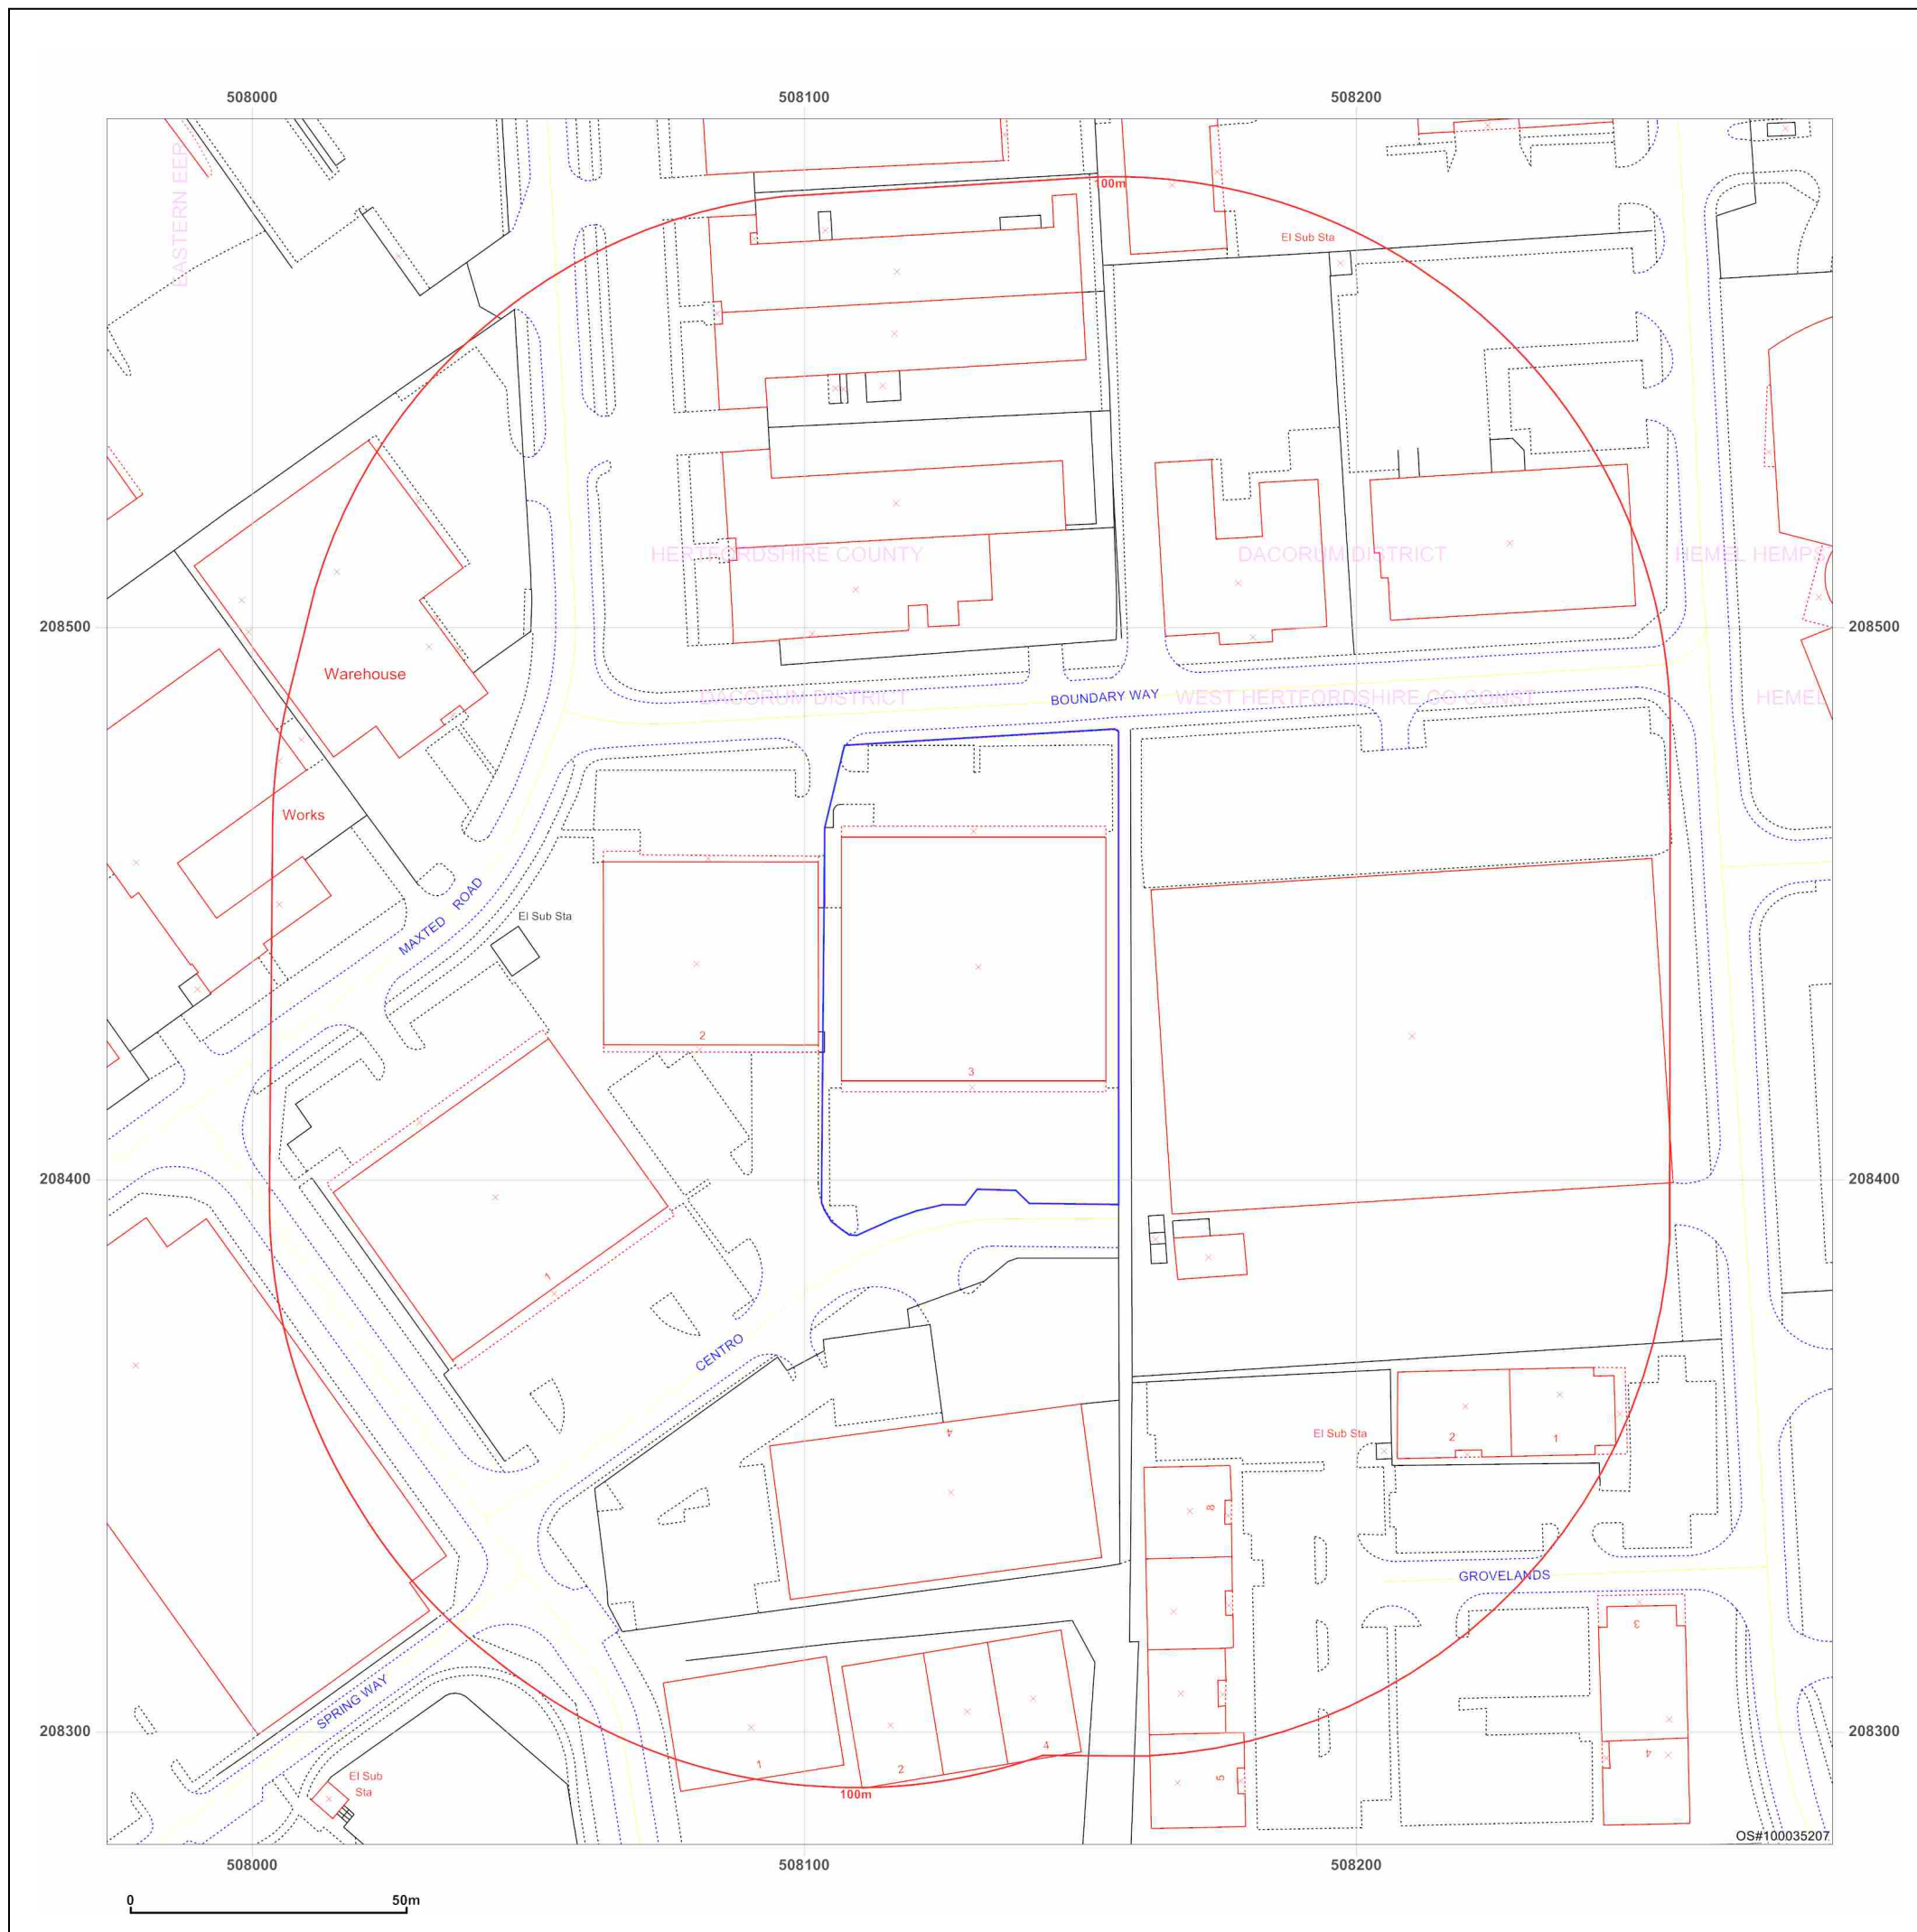 508000
508100
508200
EASTERN EER
100m
El Sub Sta
HERTFORDSHIRE COUNTY
DACORUM DISTRICT
HEMEL HEMPS
208500
208500
Warehouse
DACORUM DISTRICT
BOUNDARY WAY
WEST HERTFORDSHIRE CO CONST
HEMEL
Works
MAXTED ROAD
El Sub Sta
2
3
208400
208400
1
CENTRO
4
El Sub Sta
2
1
8
GROVELANDS
3
SPRING WAY
208300
208300
1
2
4
4
5
El Sub
Sta
100m
OS#100035207
508000
508100
508200
0
50m